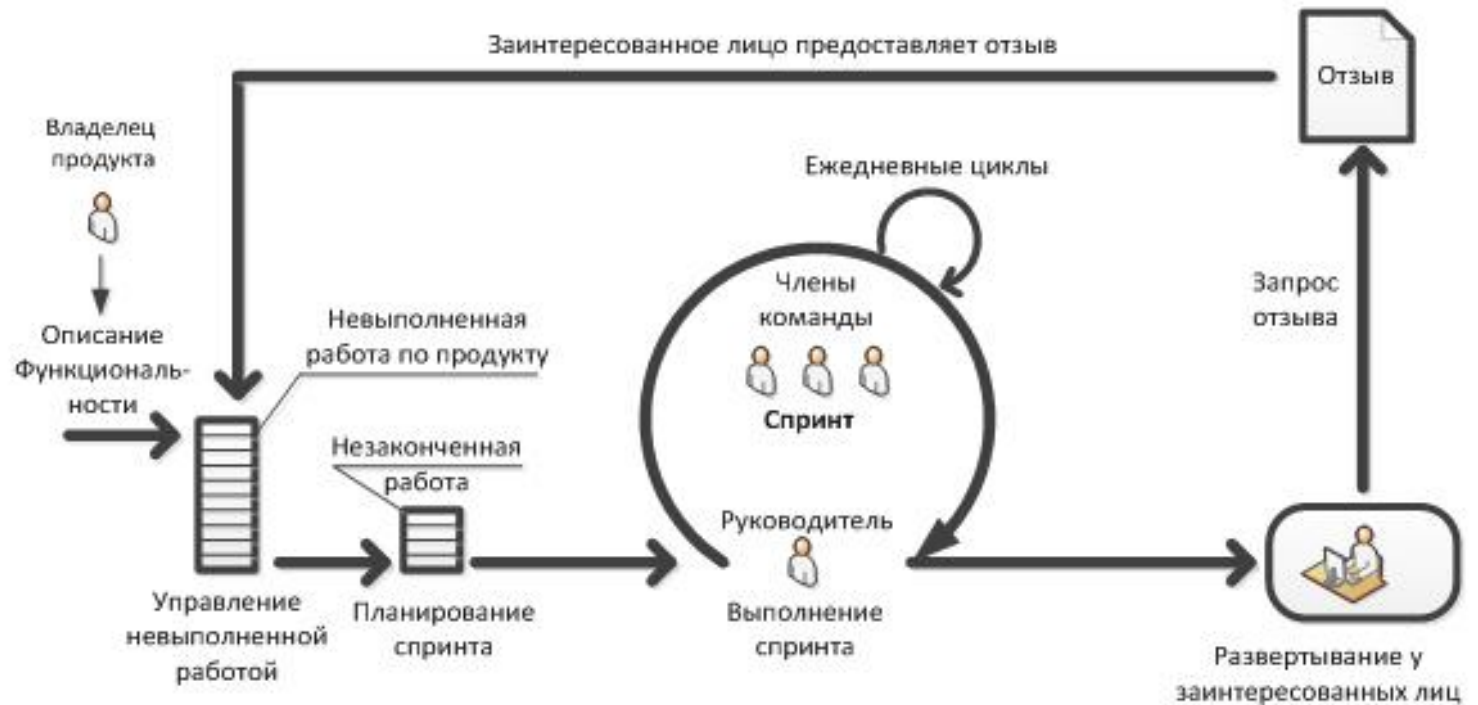 Заинтересованное лицо предоставляет отзыв
Отзыв
Владелец
продукта
Ежедневные циклы
Описание
Функциональ-
ности
Невыполненная
работа по продукту
Члены
команды
Спринт
Запрос
отзыва
Незаконченная
работа
Руководитель
Управление
невыполненной
работой
Планирование
спринта
Выполнение
спринта
Развертывание у
заинтересованных лиц